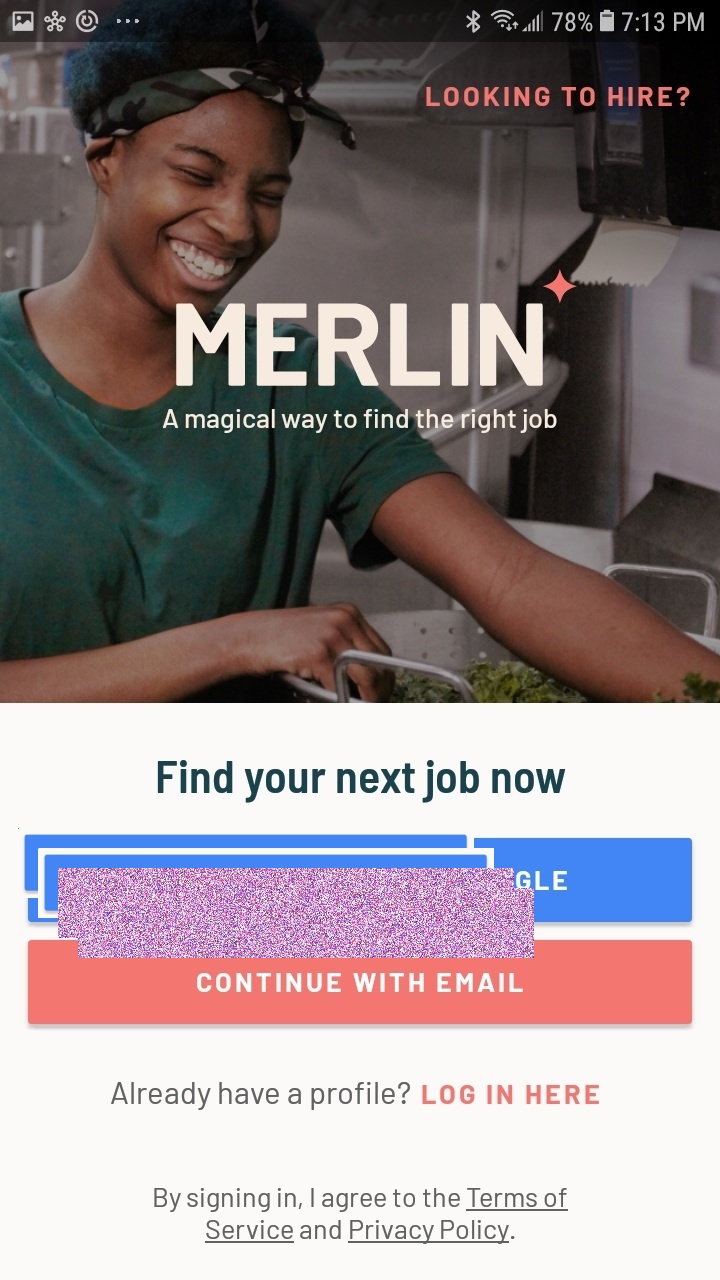 78% 7:13 PM
LOOKING TO HIRE?
MERLIN
A magical way to find the right job
Find your next job now
CONTINUE WITH EMAIL
Already have a profile? LOG IN HERE
By signing in, I agree to the Terms of
Service and Privacy Policy.